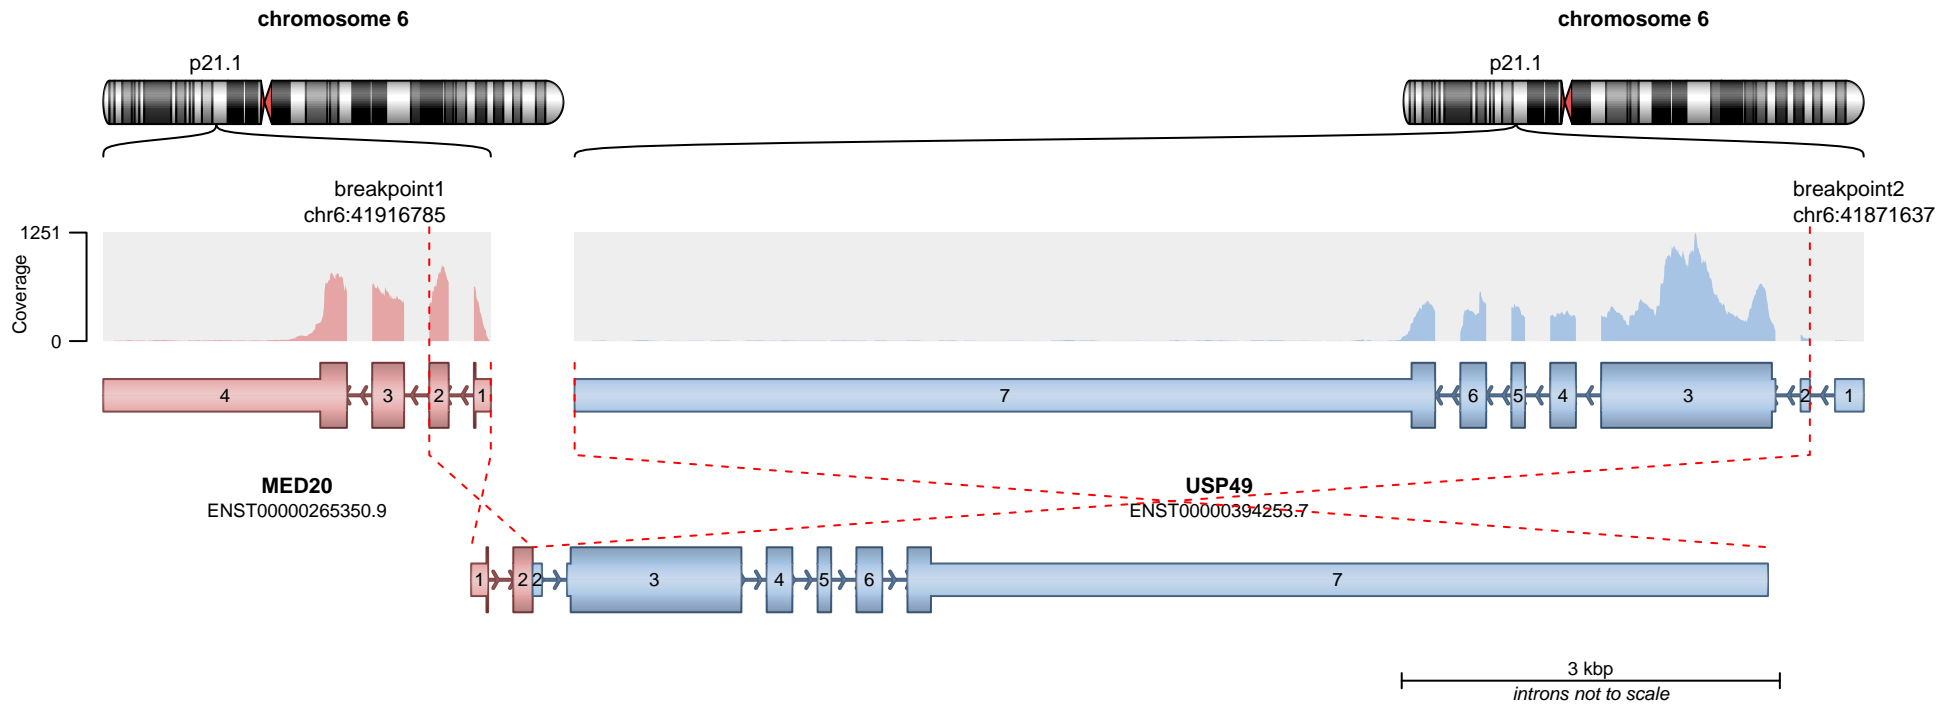 chromosome 6
chromosome 6
p21.1
p21.1
breakpoint1
chr6:41916785
breakpoint2
chr6:41871637
1251
Coverage
0
4 3 2 1
7 6 5 4 3 2 1
MED20
ENST00000265350.9
USP49
ENST00000394253.7
1 2 2 3 4 5 6 7
3 kbp
introns not to scale